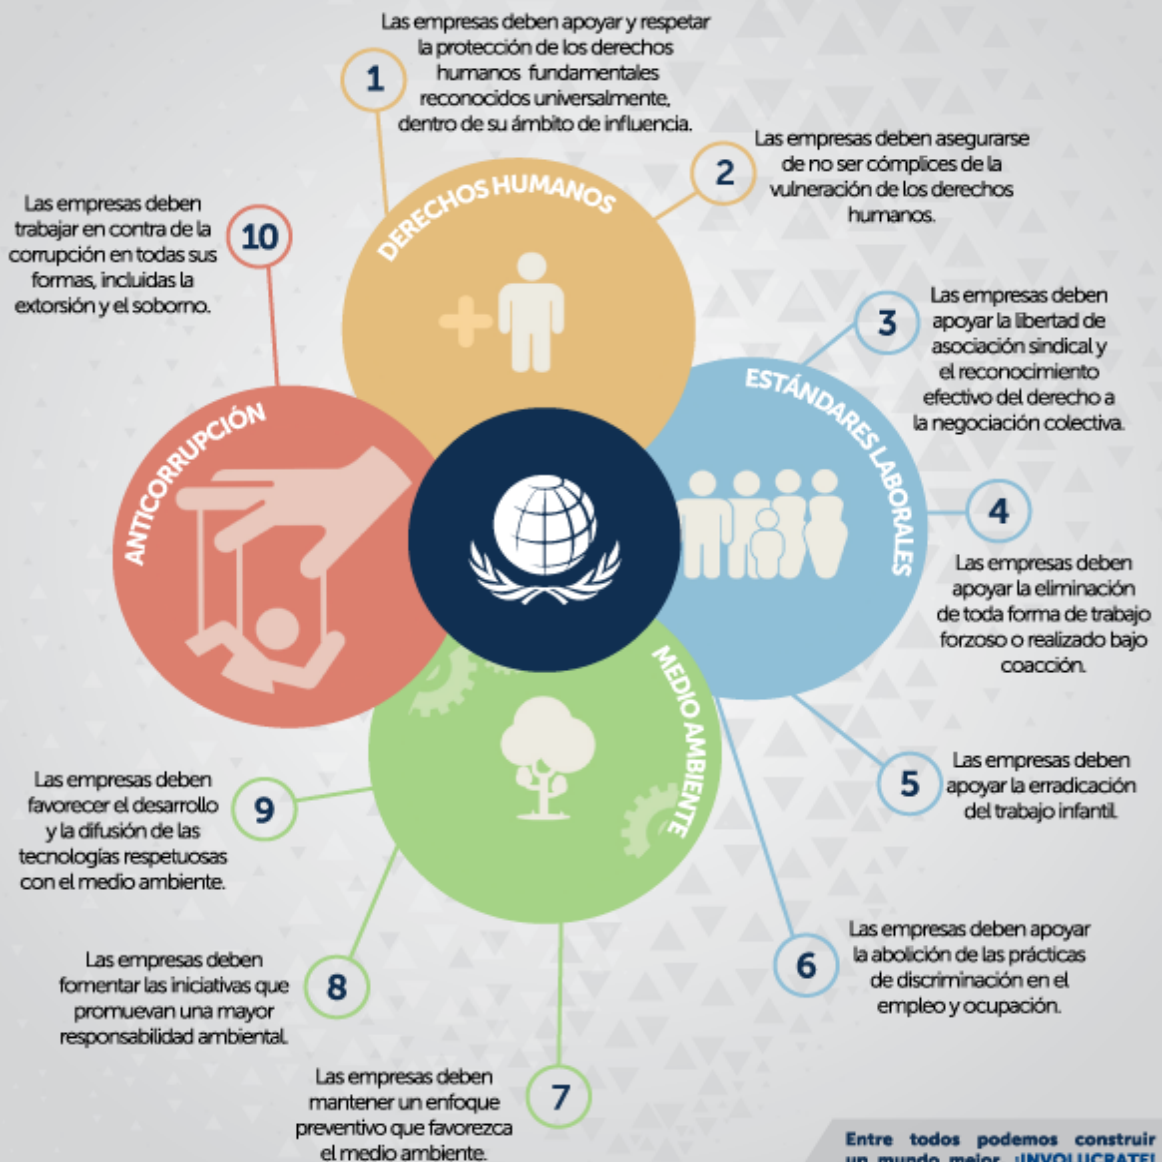 Las empresas deben apoyar y respetar
la protección de los derechos
humanos fundamentales
reconocidos universalmente,
dentro de su ámbito de influencia.
1
Las empresas deben asegurarse
de no ser cómplices de la
vulneración de los derechos
humanos.
2
DERECHOS HUMANOS
Las empresas deben
apoyar la libertad de
asociación sindical y
el reconocimiento
efectivo del derecho a
la negociación colectiva.
3
ESTÁNDARES LABORALES
4
Las empresas deben
apoyar la eliminación
de toda forma de trabajo
forzoso o realizado bajo
coacción.
5
Las empresas deben
apoyar la erradicación
del trabajo infantil.
6
Las empresas deben apoyar
la abolición de las prácticas
de discriminación en el
empleo y ocupación.
MEDIO AMBIENTE
7
Las empresas deben
mantener un enfoque
preventivo que favorezca
el medio ambiente.
8
Las empresas deben
fomentar las iniciativas que
promuevan una mayor
responsabilidad ambiental.
9
Las empresas deben
favorecer el desarrollo
y la difusión de las
tecnologías respetuosas
con el medio ambiente.
ANTICORRUPCIÓN
10
Las empresas deben
trabajar en contra de la
corrupción en todas sus
formas, incluidas la
extorsión y el soborno.
Entre todos podemos construir
un mundo mejor, ¡INVOLUCRATE!